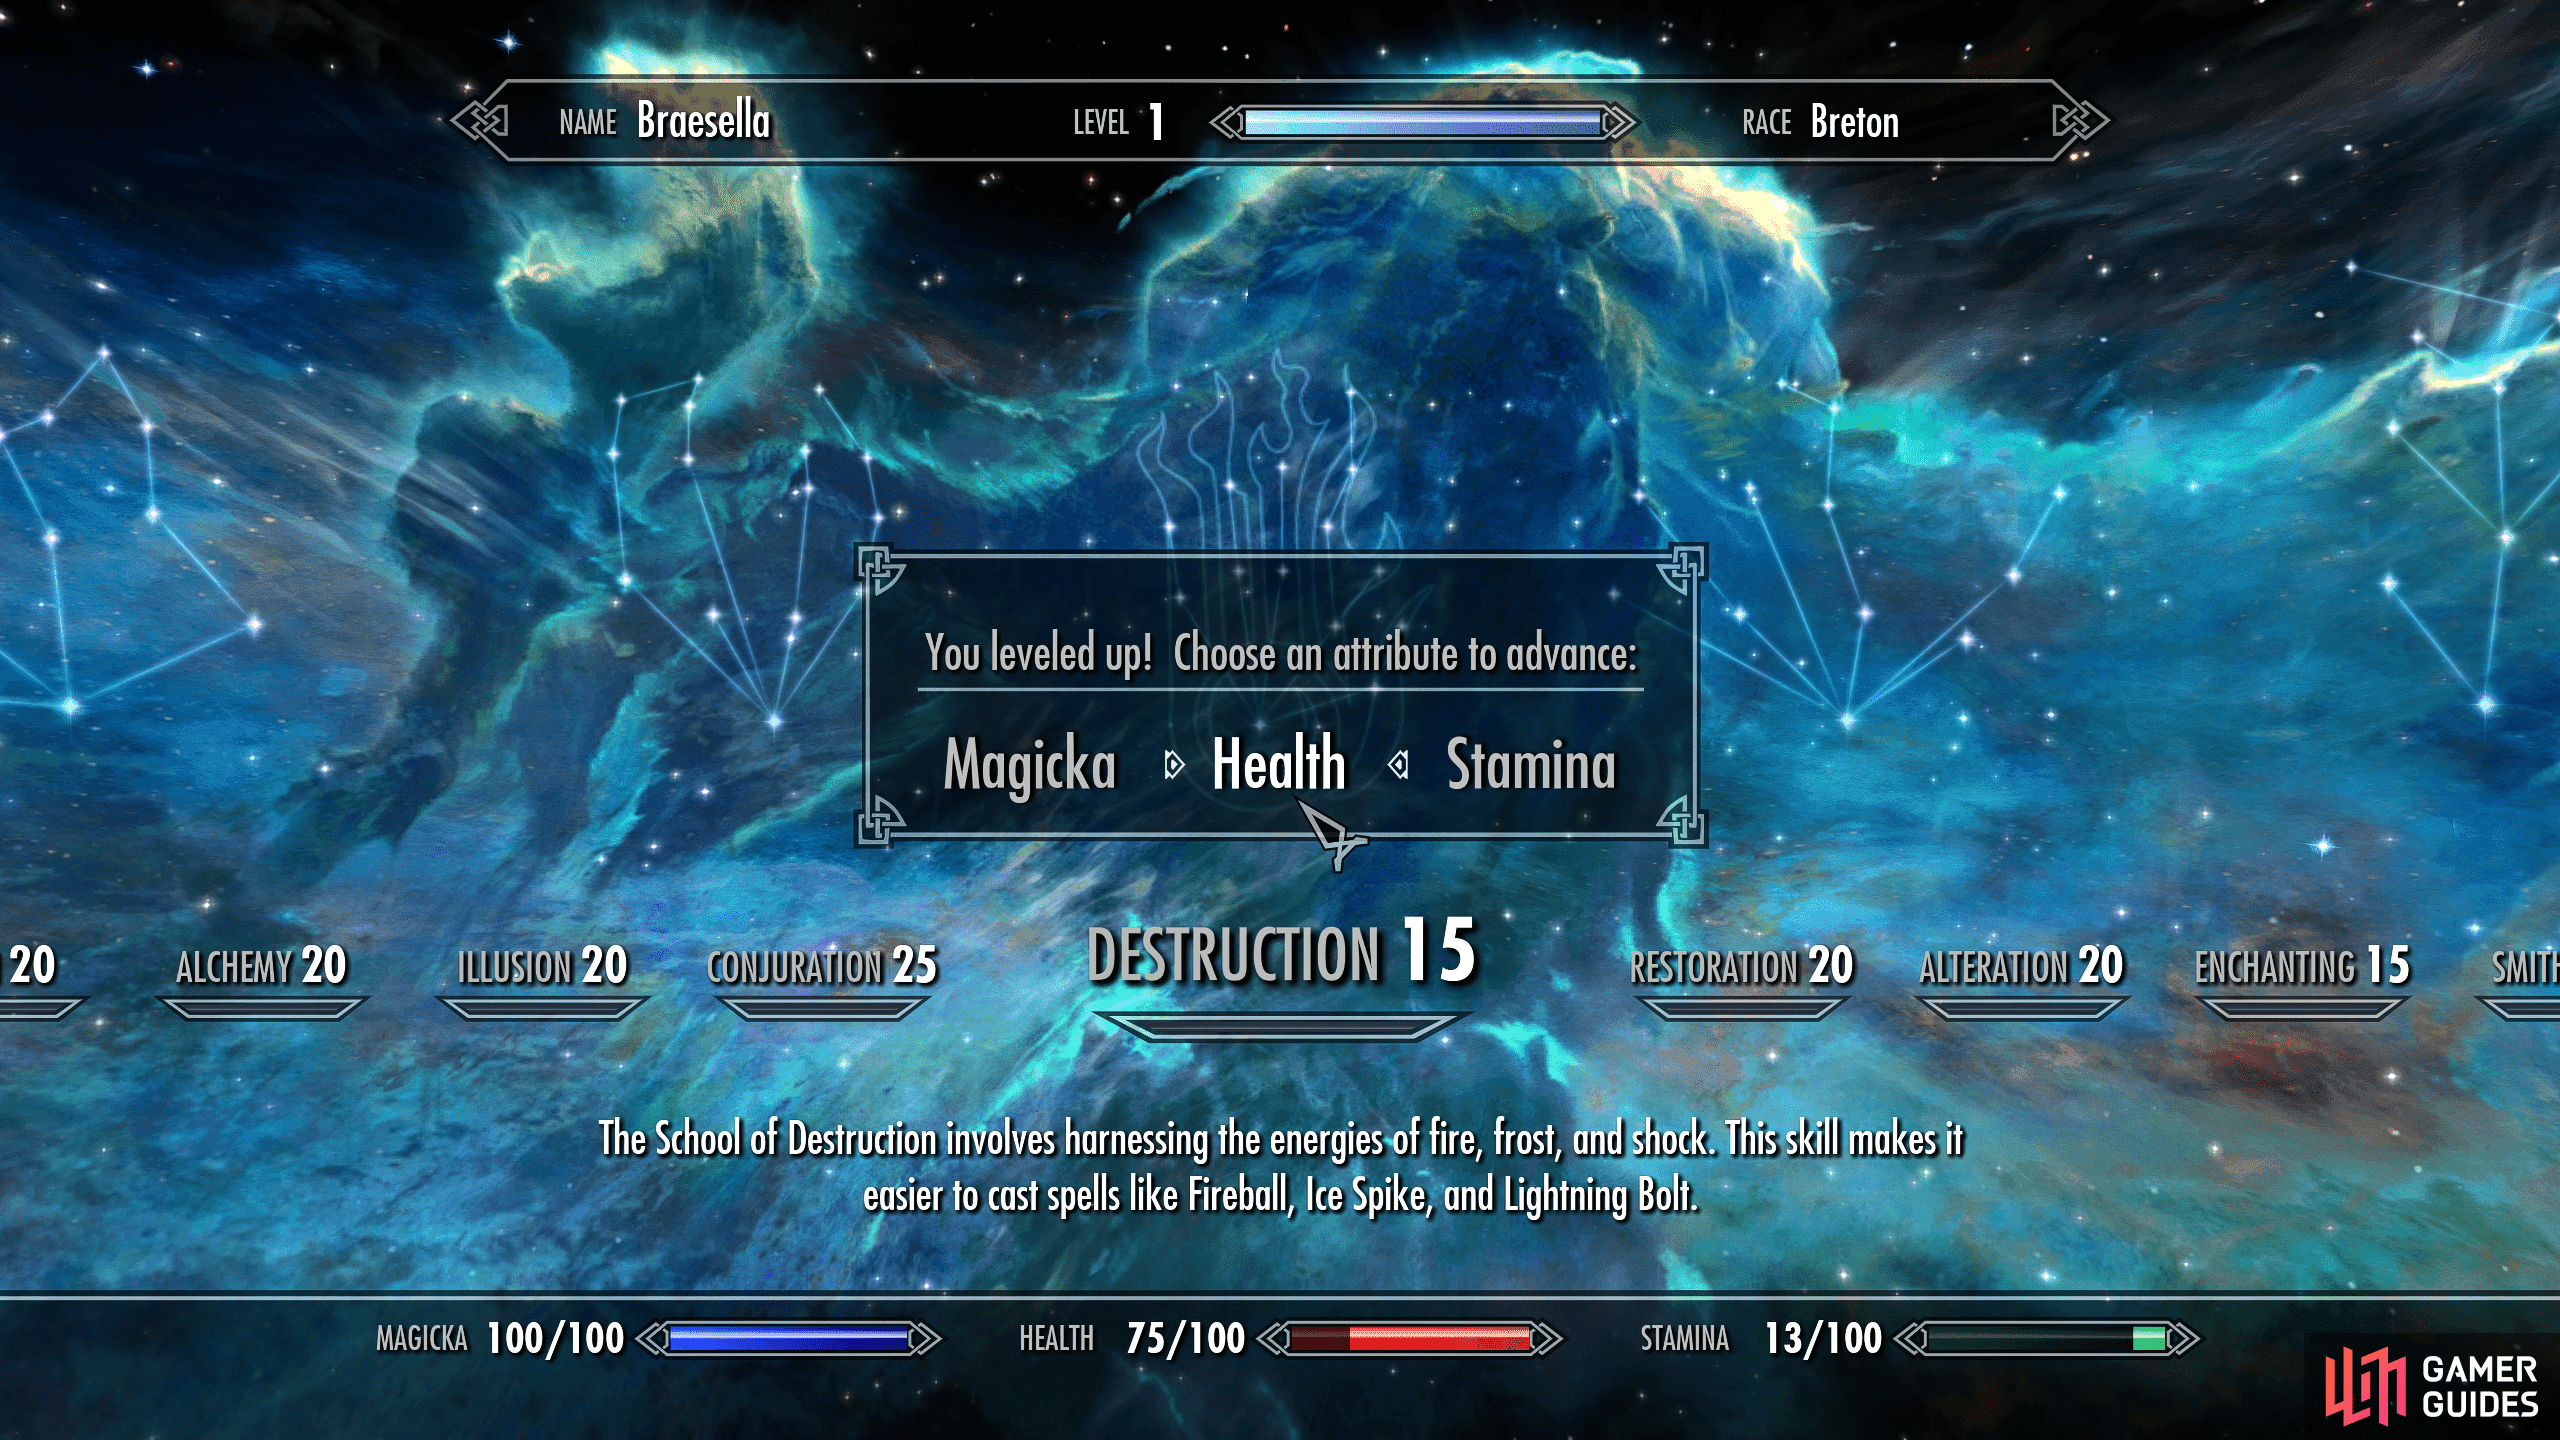 NAME Braesella LEVEL 1 RACE Breton
You leveled up! Choose an attribute to advance:
Magicka Health Stamina
20 ALCHEMY 20 ILLUSION 20 CONJURATION 25 DESTRUCTION 15 RESTORATION 20 ALTERATION 20 ENCHANTING 15 SMITH
The School of Destruction involves harnessing the energies of fire, frost, and shock. This skill makes it
easier to cast spells like Fireball, Ice Spike, and Lightning Bolt.
MAGICKA 100/100 HEALTH 75/100 STAMINA 13/100
GAMER
GUIDES